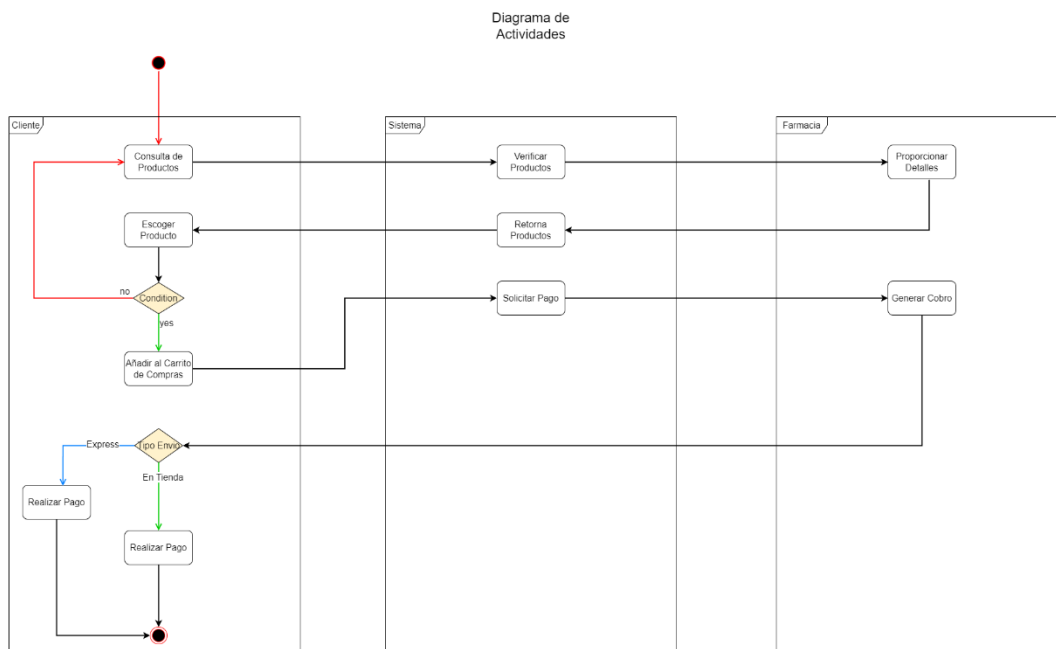 Diagrama de
Actividades
Cliente
Sistema
Farmacia
Consulta de
Productos
Verificar
Productos
Proporcionar
Detalles
Escoger
Producto
Retorna
Productos
no
Condition
yes
Solicitar Pago
Generar Cobro
Añadir al Carrito
de Compras
Express
Tipo Envio
En Tienda
Realizar Pago
Realizar Pago